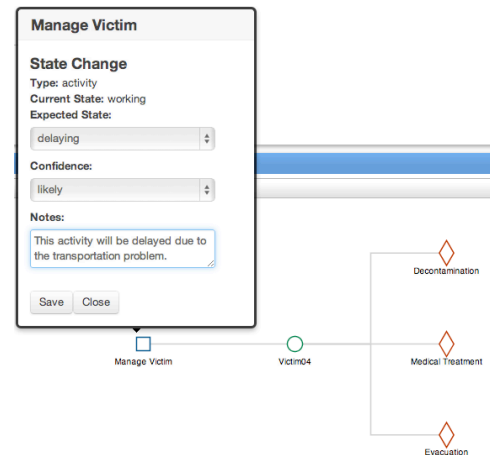 Manage Victim
State Change
Type: activity
Current State: working
Expected State:
delaying
Confidence:
likely
Notes:
This activity will be delayed due to
the transportation problem.
Save Close
Decontamination
Manage Victim Victim04 Medical Treatment
Evacuation